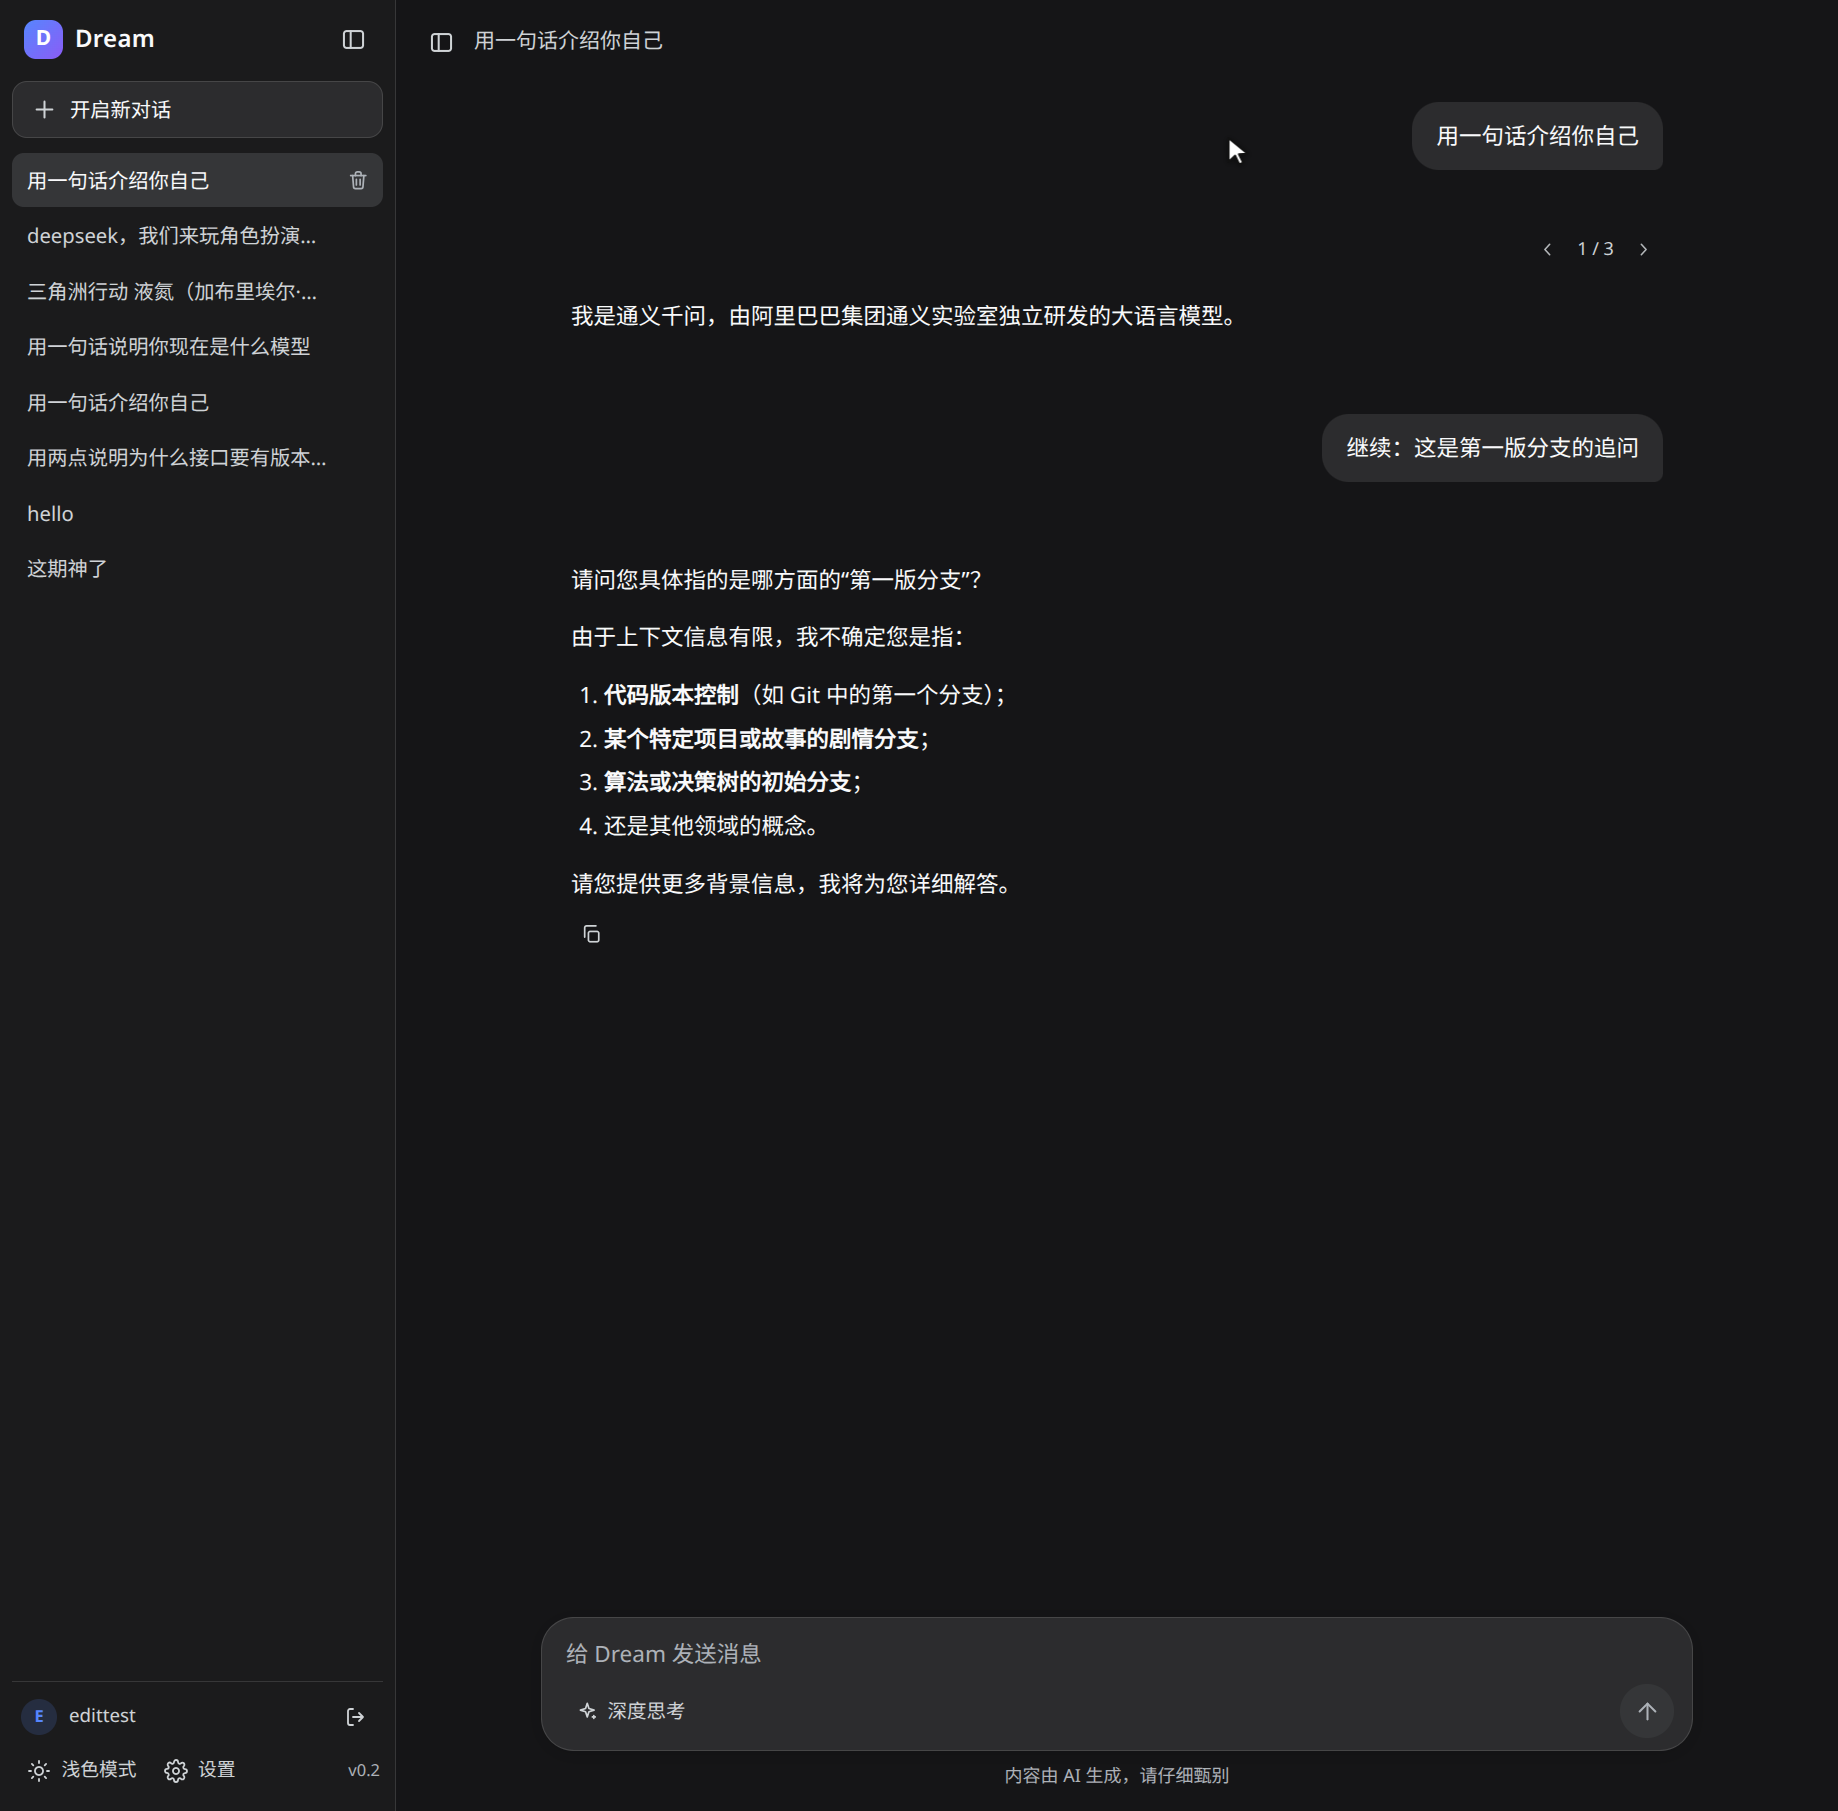 D Dream
开启新对话
用一句话介绍你自己
deepseek，我们来玩角色扮演...
三角洲行动 液氮（加布里埃尔·...
用一句话说明你现在是什么模型
用一句话介绍你自己
用两点说明为什么接口要有版本...
hello
这期神了
E edittest
浅色模式 设置 v0.2
用一句话介绍你自己
用一句话介绍你自己
1 / 3
我是通义千问，由阿里巴巴集团通义实验室独立研发的大语言模型。
继续：这是第一版分支的追问
请问您具体指的是哪方面的“第一版分支”？
由于上下文信息有限，我不确定您是指：
1. 代码版本控制（如 Git 中的第一个分支）；
2. 某个特定项目或故事的剧情分支；
3. 算法或决策树的初始分支；
4. 还是其他领域的概念。
请您提供更多背景信息，我将为您详细解答。
给 Dream 发送消息
深度思考
内容由 AI 生成，请仔细甄别